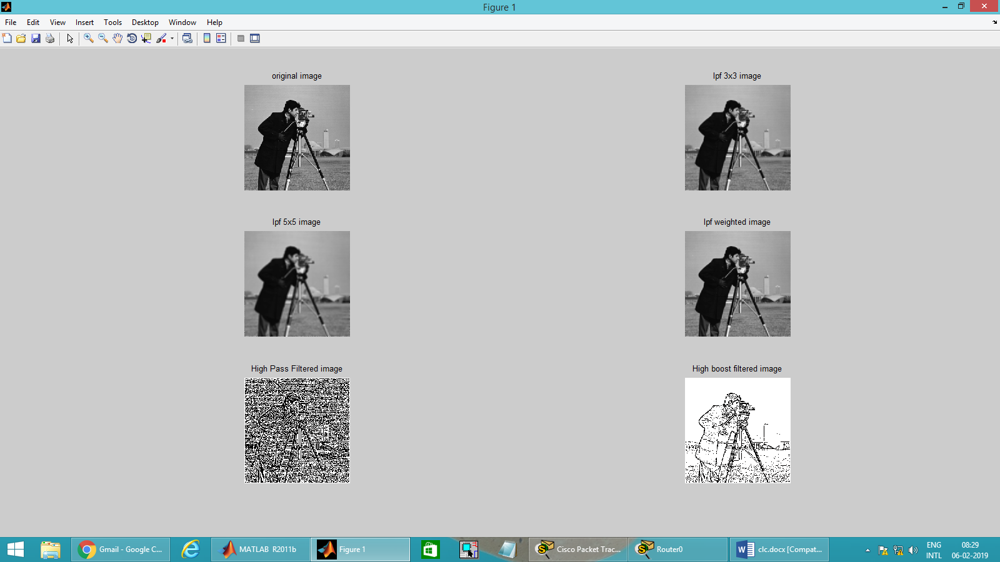 Figure 1
File Edit View Insert Tools Desktop Window Help
original image
lpf 3x3 image
lpf 5x5 image
lpf weighted image
High Pass Filtered image
High boost filtered image
Gmail - Google C...
MATLAB R2011b
Figure 1
Cisco Packet Trac...
Router0
clc.docx [Compat...
ENG
INTL
08:29
06-02-2019